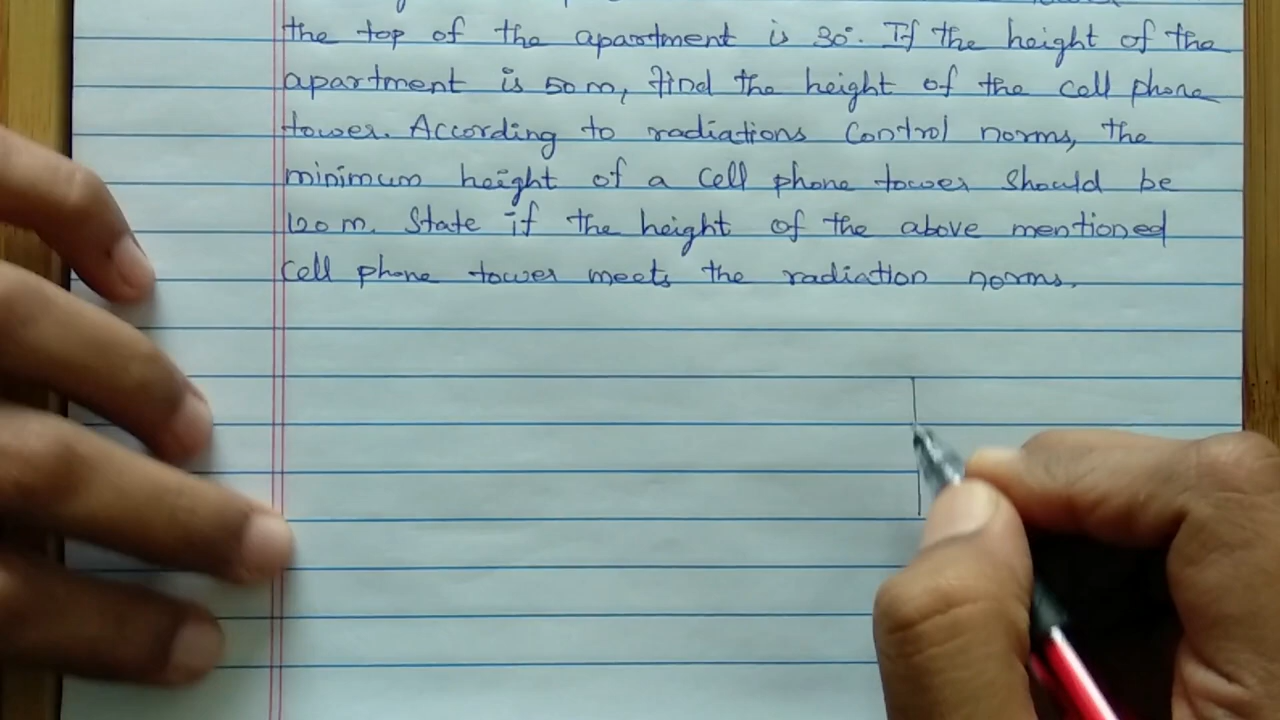 the top of the apartment is 30°. If the height of the
apartment is 50 m, find the height of the cell phone
tower. According to radiations control norms, the
minimum height of a cell phone tower should be
120 m. State if the height of the above mentioned
cell phone tower meets the radiation norms.